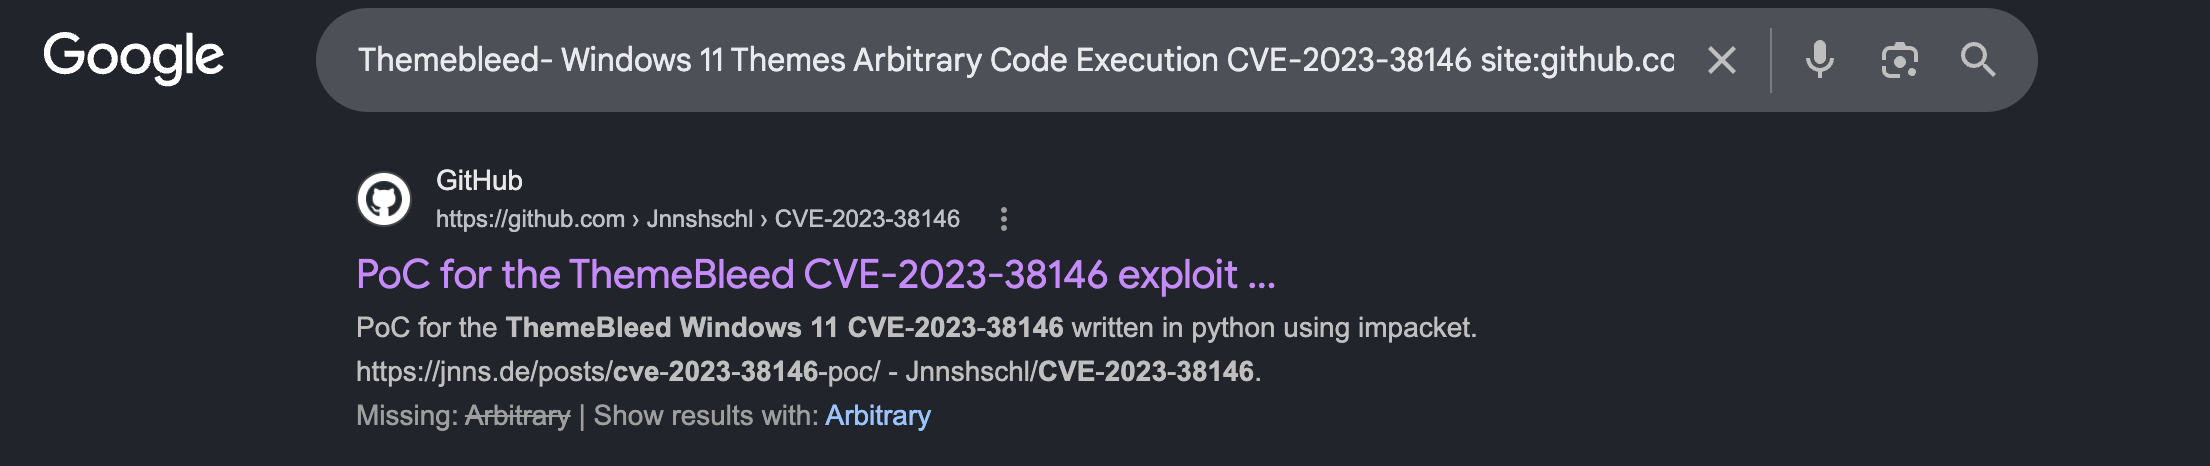 Google
Themebleed- Windows 11 Themes Arbitrary Code Execution CVE-2023-38146 site:github.co
GitHub
https://github.com › Jnnshschl › CVE-2023-38146
PoC for the ThemeBleed CVE-2023-38146 exploit ...
PoC for the ThemeBleed Windows 11 CVE-2023-38146 written in python using impacket.
https://jnns.de/posts/cve-2023-38146-poc/ - Jnnshschl/CVE-2023-38146.
Missing: Arbitrary | Show results with: Arbitrary